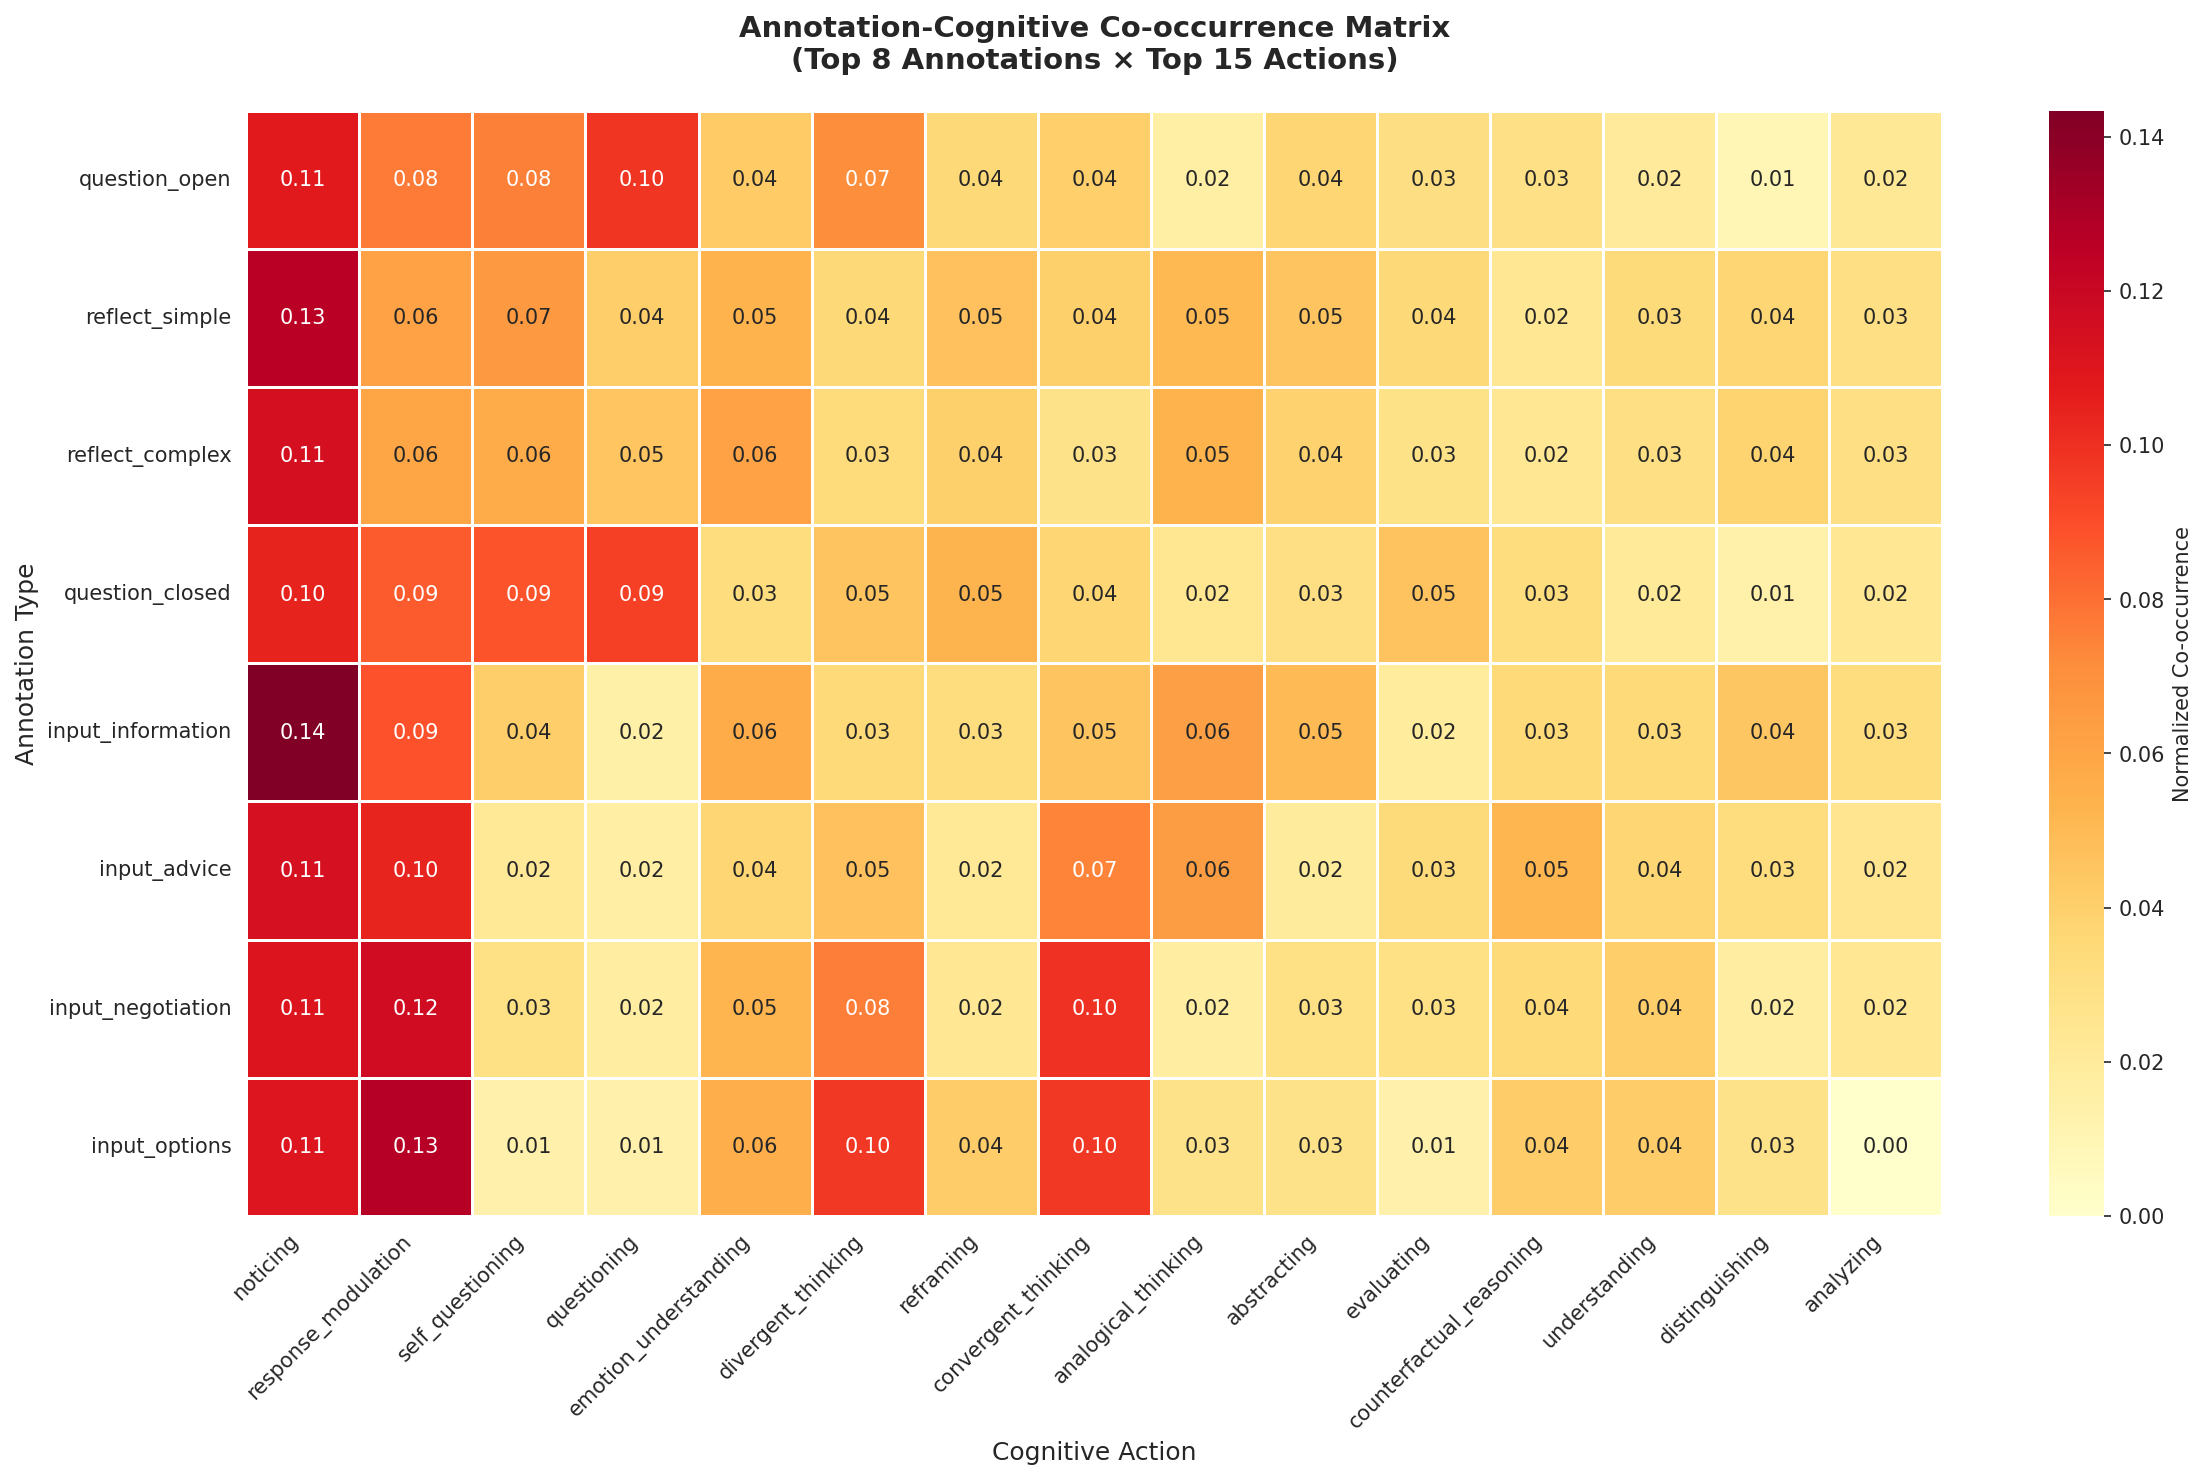 Annotation-Cognitive Co-occurrence Matrix
(Top 8 Annotations × Top 15 Actions)
Annotation Type
question_open 0.11 0.08 0.08 0.10 0.04 0.07 0.04 0.04 0.02 0.04 0.03 0.03 0.02 0.01 0.02
reflect_simple 0.13 0.06 0.07 0.04 0.05 0.04 0.05 0.04 0.05 0.05 0.04 0.02 0.03 0.04 0.03
reflect_complex 0.11 0.06 0.06 0.05 0.06 0.03 0.04 0.03 0.05 0.04 0.03 0.02 0.03 0.04 0.03
question_closed 0.10 0.09 0.09 0.09 0.03 0.05 0.05 0.04 0.02 0.03 0.05 0.03 0.02 0.01 0.02
input_information 0.14 0.09 0.04 0.02 0.06 0.03 0.03 0.05 0.06 0.05 0.02 0.03 0.03 0.04 0.03
input_advice 0.11 0.10 0.02 0.02 0.04 0.05 0.02 0.07 0.06 0.02 0.03 0.05 0.04 0.03 0.02
input_negotiation 0.11 0.12 0.03 0.02 0.05 0.08 0.02 0.10 0.02 0.03 0.03 0.04 0.04 0.02 0.02
input_options 0.11 0.13 0.01 0.01 0.06 0.10 0.04 0.10 0.03 0.03 0.01 0.04 0.04 0.03 0.00
noticing
response_modulation
self_questioning
questioning
emotion_understanding
divergent_thinking
reframing
convergent_thinking
analogical_thinking
abstracting
evaluating
counterfactual_reasoning
understanding
distinguishing
analyzing
Cognitive Action
0.14
0.12
0.10
0.08
0.06
0.04
0.02
0.00
Normalized Co-occurrence